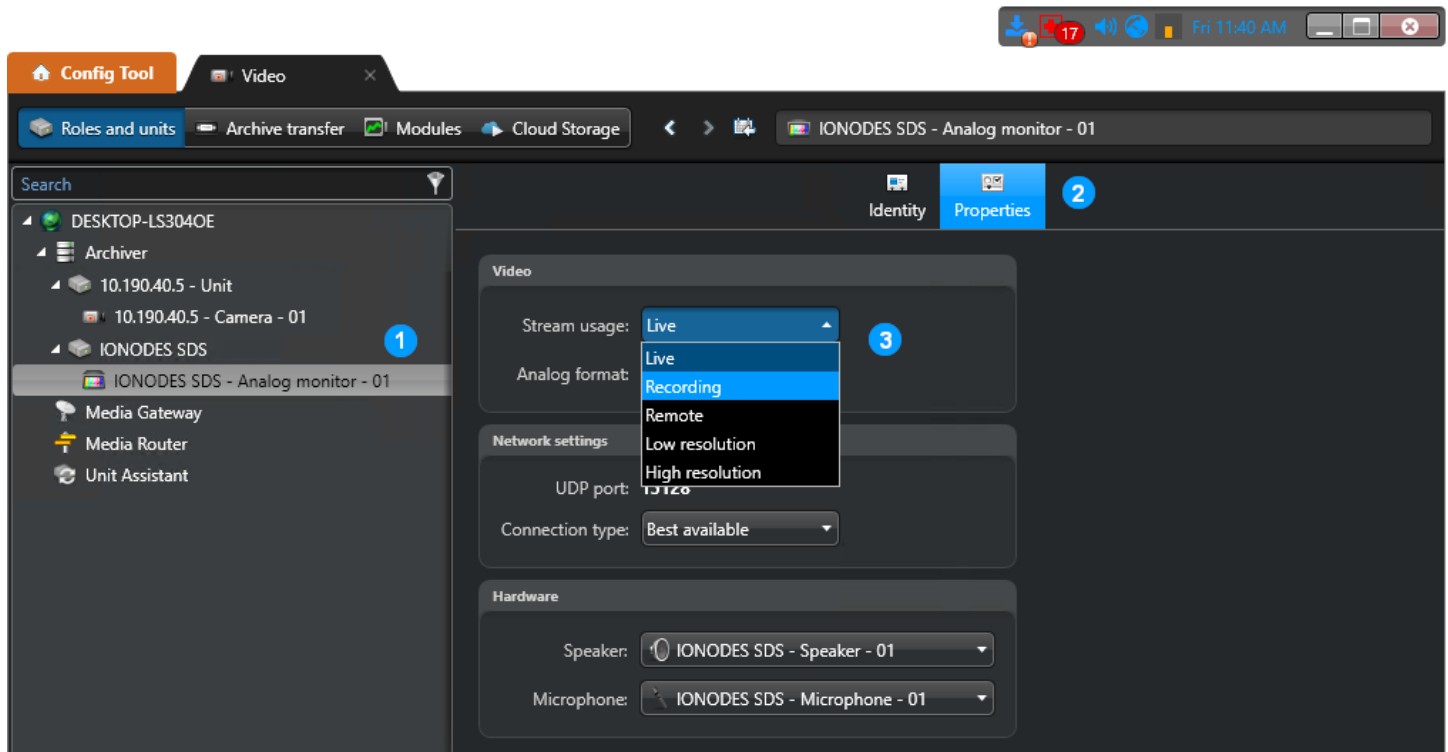 17 Fri 11:40 AM
Config Tool Video
Roles and units Archive transfer Modules Cloud Storage IONODES SDS - Analog monitor - 01
Search
Identity Properties 2
DESKTOP-LS304OE
Archiver
10.190.40.5 - Unit
10.190.40.5 - Camera - 01
1
IONODES SDS
IONODES SDS - Analog monitor - 01
Media Gateway
Media Router
Unit Assistant
Video
Stream usage: Live 3
Live
Analog format:
Recording
Remote
Low resolution
High resolution
Network settings
UDP port: 15128
Connection type: Best available
Hardware
Speaker: IONODES SDS - Speaker - 01
Microphone: IONODES SDS - Microphone - 01